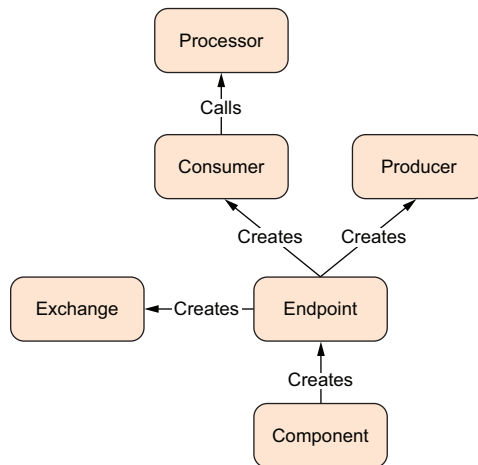 Processor
Calls
Consumer
Producer
Creates
Creates
Exchange
Creates
Endpoint
Creates
Component